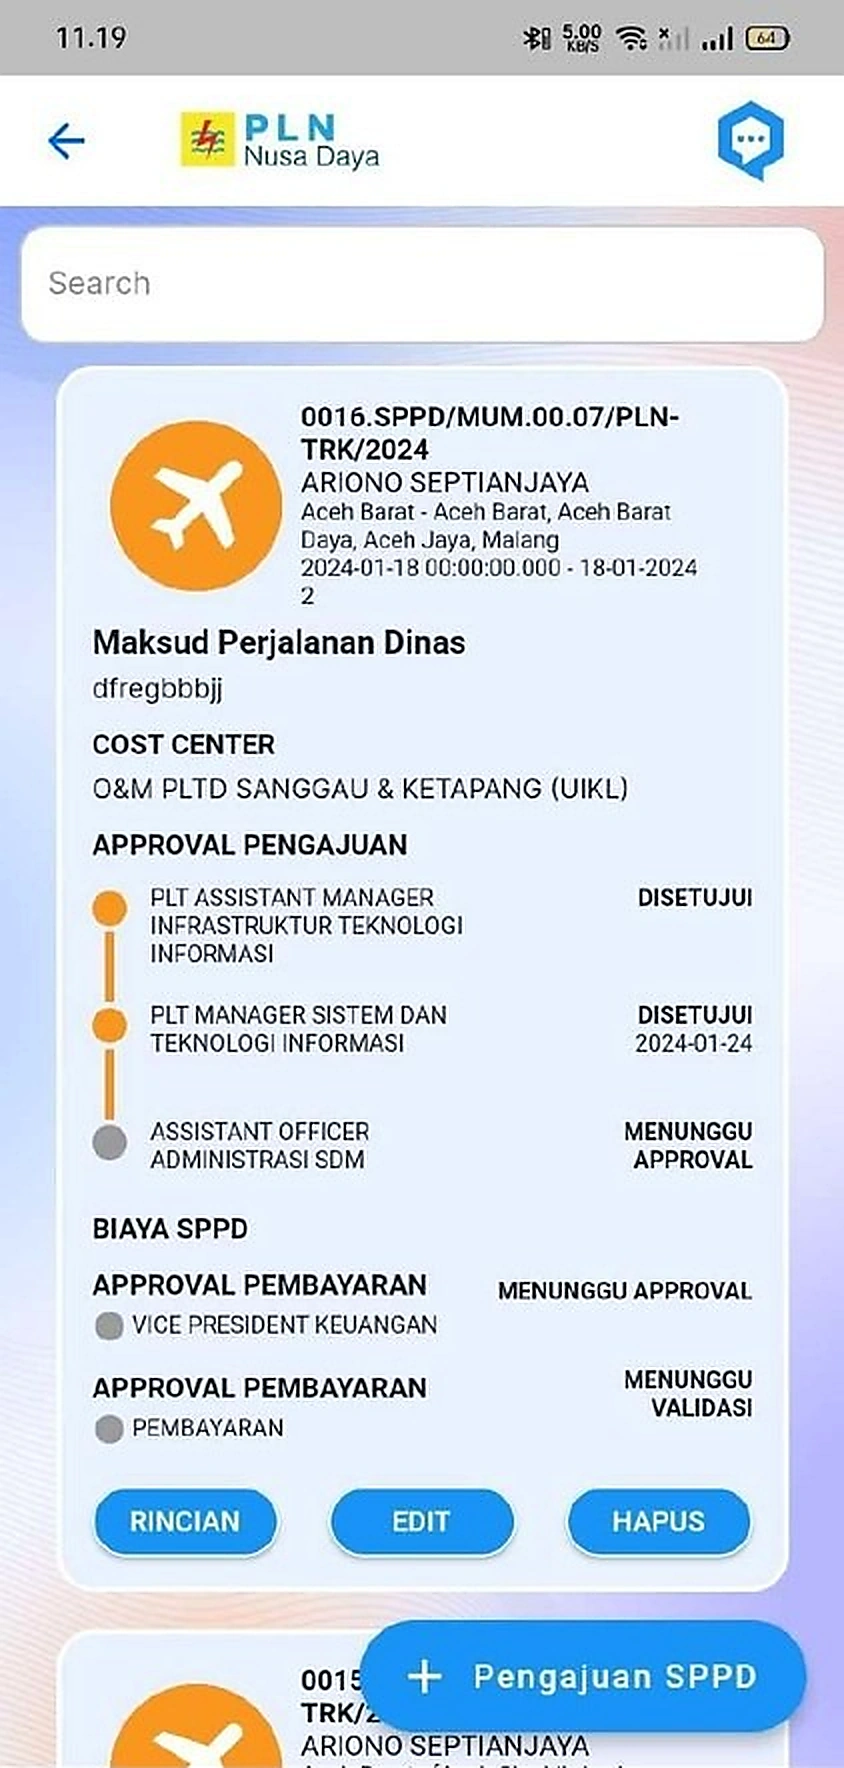 11.19
5.00
KB/S
64
PLN
Nusa Daya
Search
0016.SPPD/MUM.00.07/PLN-
TRK/2024
ARIONO SEPTIANJAYA
Aceh Barat - Aceh Barat, Aceh Barat
Daya, Aceh Jaya, Malang
2024-01-18 00:00:00.000 - 18-01-2024
2
Maksud Perjalanan Dinas
dfregbbbjj
COST CENTER
O&M PLTD SANGGAU & KETAPANG (UIKL)
APPROVAL PENGAJUAN
PLT ASSISTANT MANAGER DISETUJUI
INFRASTRUKTUR TEKNOLOGI
INFORMASI
PLT MANAGER SISTEM DAN DISETUJUI
TEKNOLOGI INFORMASI 2024-01-24
ASSISTANT OFFICER MENUNGGU
ADMINISTRASI SDM APPROVAL
BIAYA SPPD
APPROVAL PEMBAYARAN MENUNGGU APPROVAL
VICE PRESIDENT KEUANGAN
APPROVAL PEMBAYARAN MENUNGGU
VALIDASI
PEMBAYARAN
RINCIAN EDIT HAPUS
+ Pengajuan SPPD
0015
TRK/2
ARIONO SEPTIANJAYA